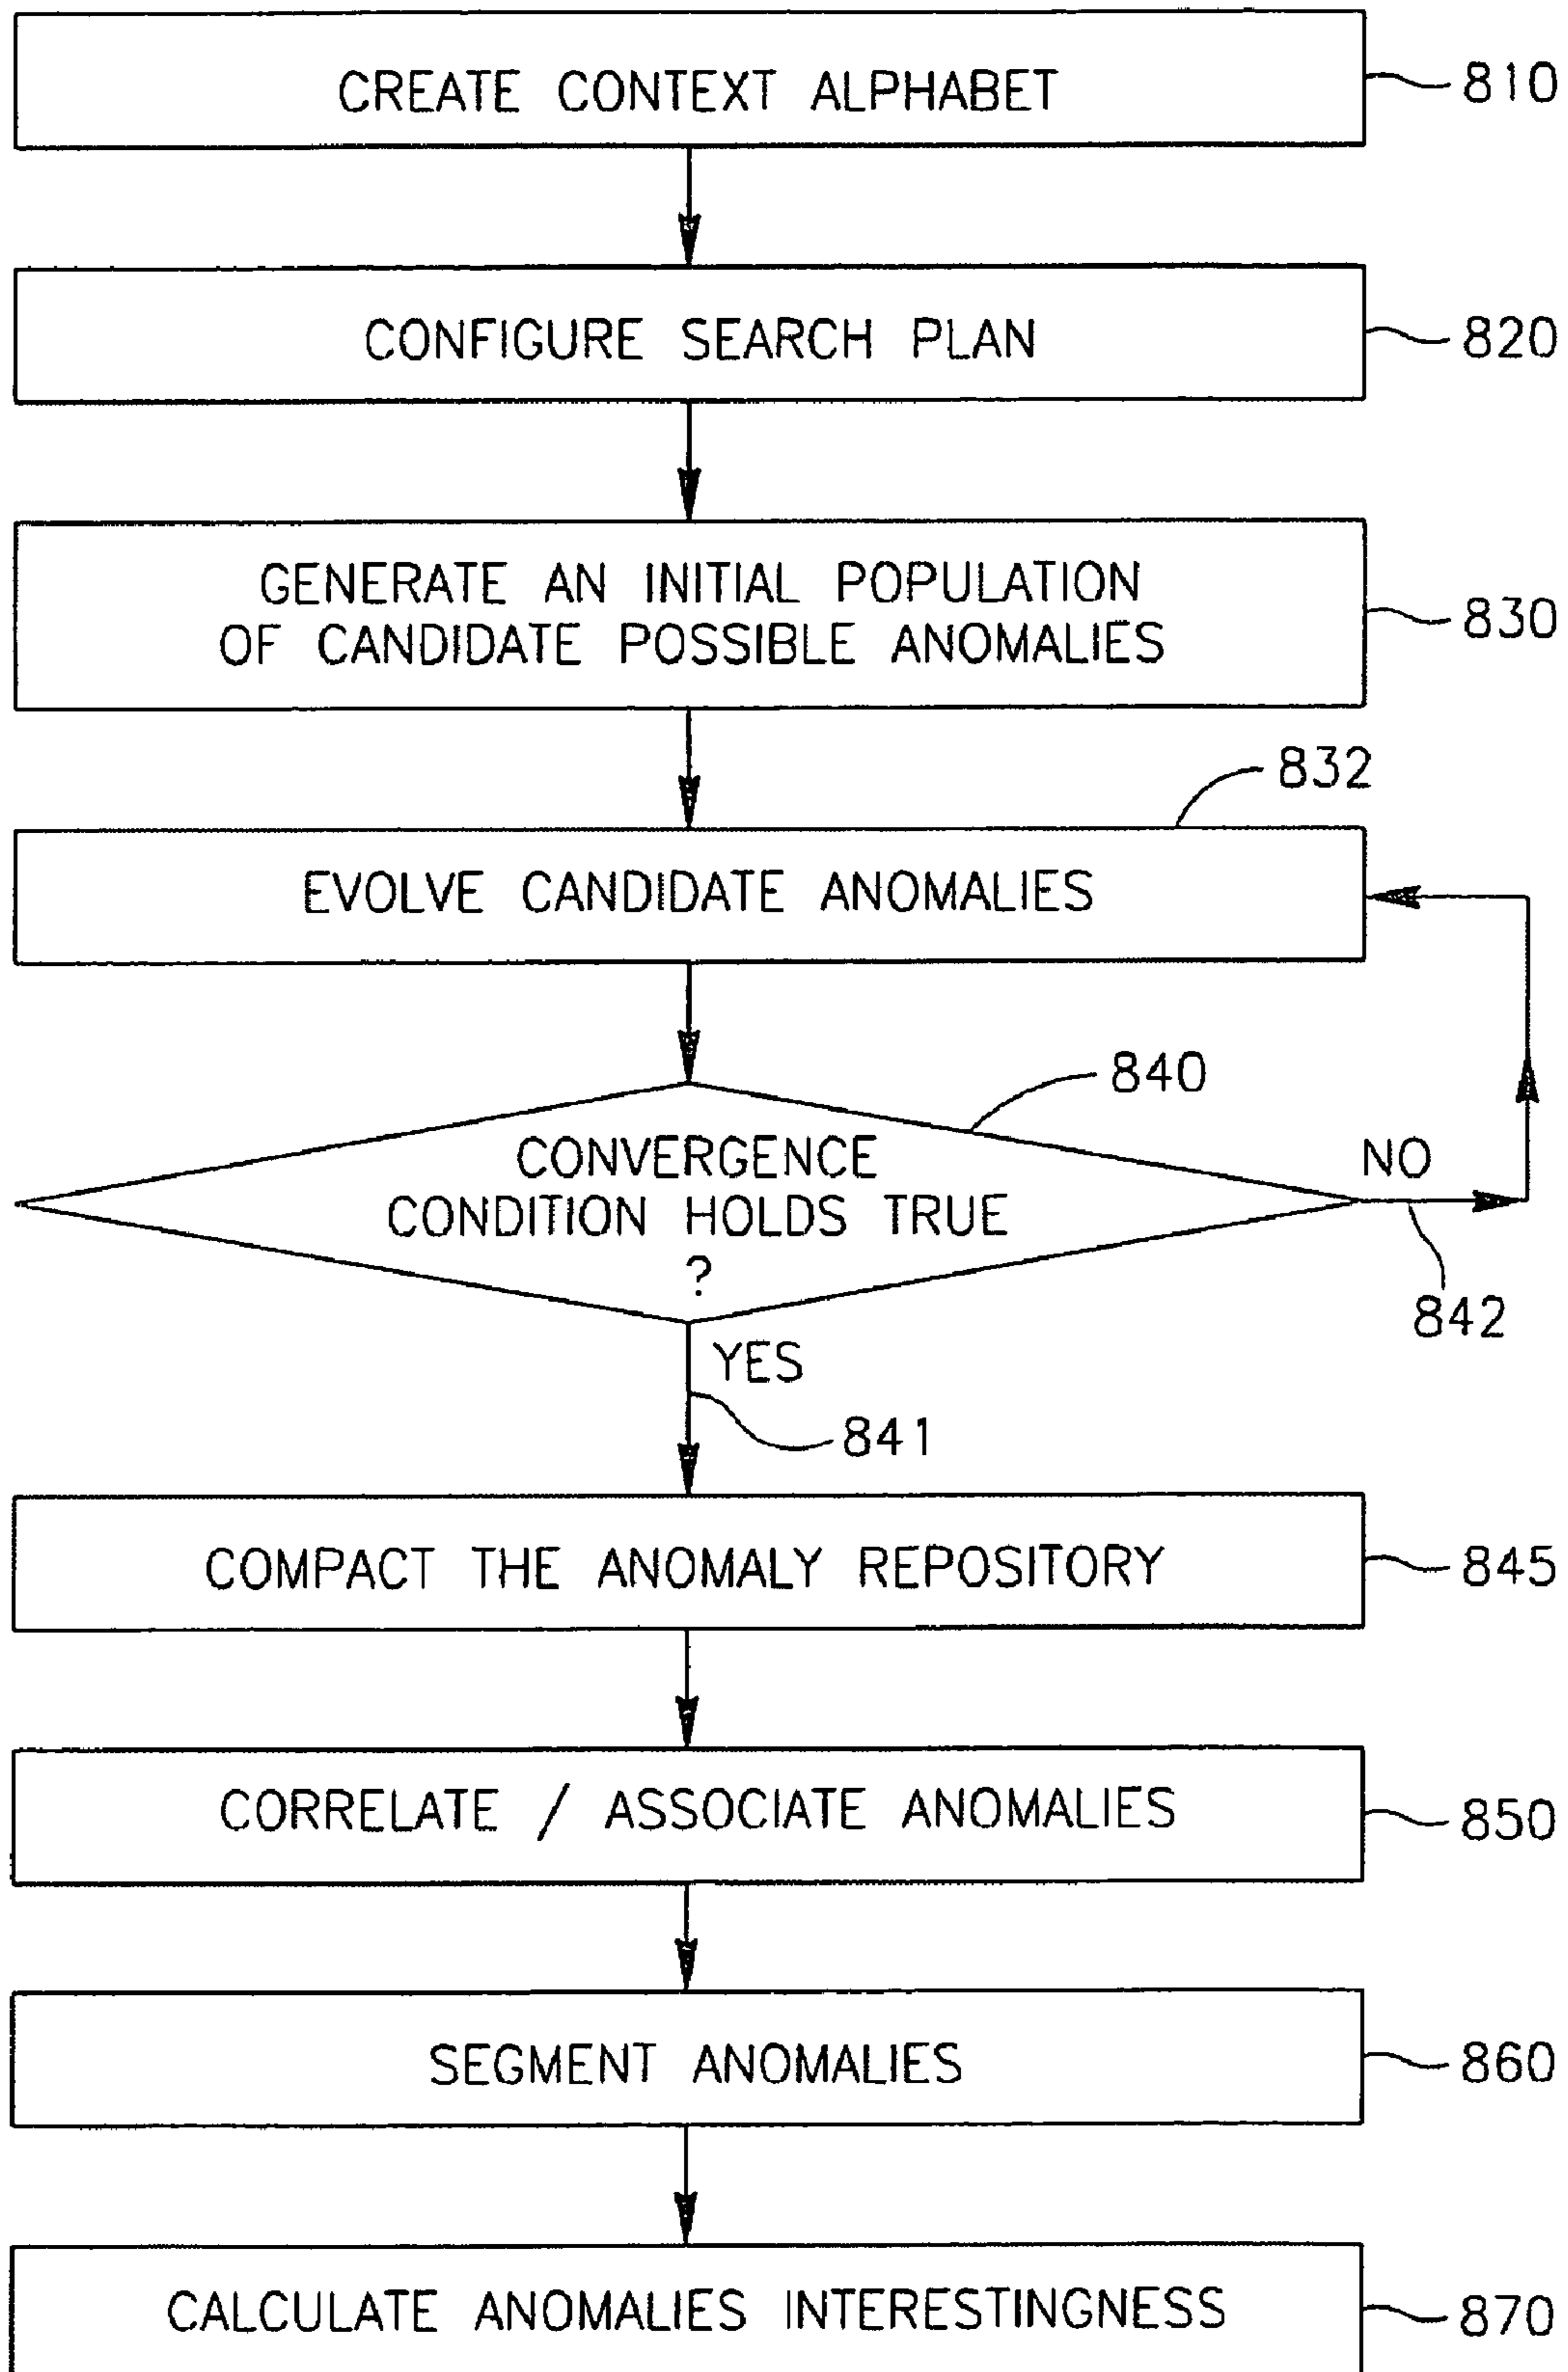 CREATE CONTEXT ALPHABET
810
CONFIGURE SEARCH PLAN
820
GENERATE AN INITIAL POPULATION
OF CANDIDATE POSSIBLE ANOMALIES
830
832
EVOLVE CANDIDATE ANOMALIES
840
CONVERGENCE
CONDITION HOLDS TRUE
?
NO
842
YES
841
COMPACT THE ANOMALY REPOSITORY
845
CORRELATE / ASSOCIATE ANOMALIES
850
SEGMENT ANOMALIES
860
CALCULATE ANOMALIES INTERESTINGNESS
870